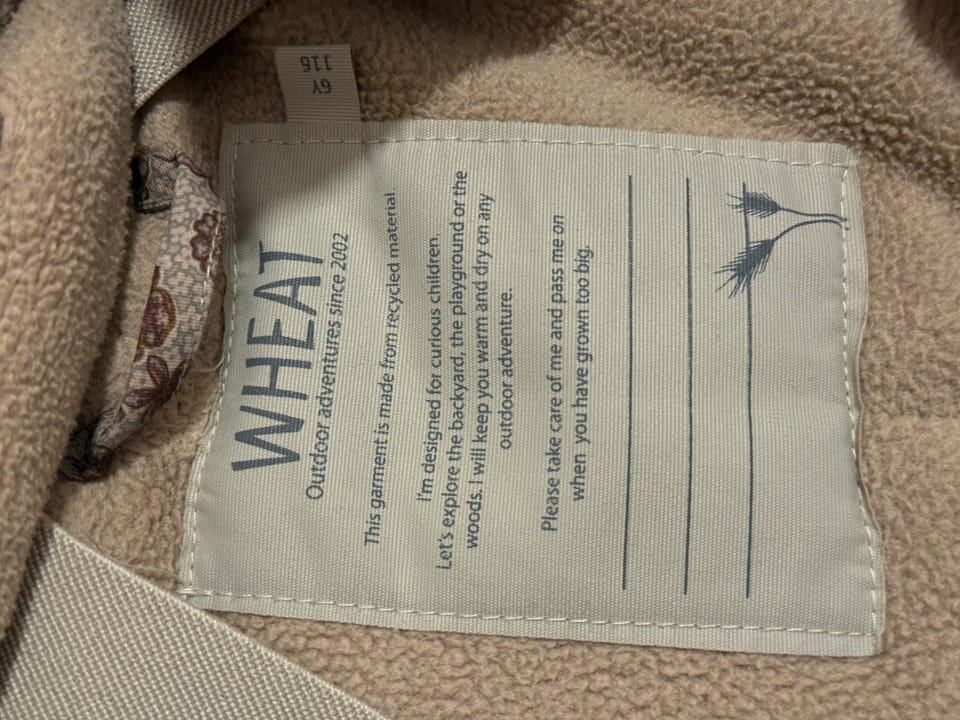 6Y
116
WHEAT
Outdoor adventures since 2002
This garment is made from recycled material
I'm designed for curious children.
Let's explore the backyard, the playground or the
woods. I will keep you warm and dry on any
outdoor adventure.
Please take care of me and pass me on
when you have grown too big.